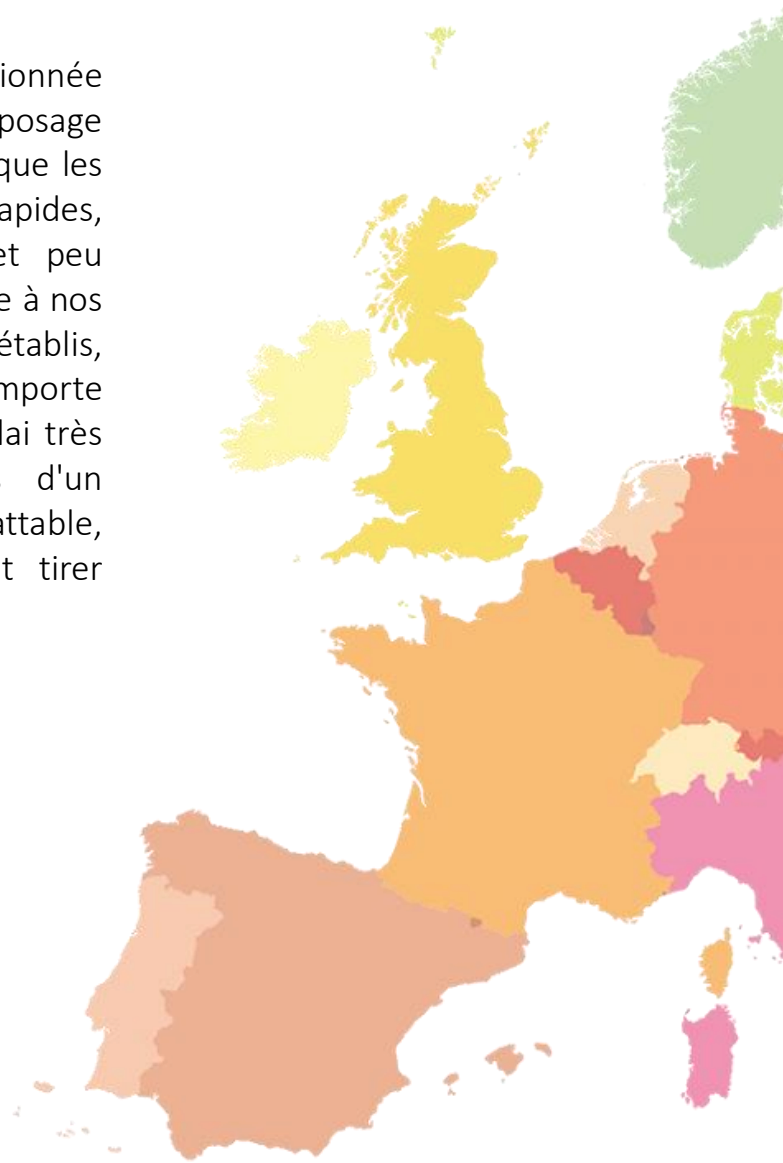 ionnée
posage
que les
apides,
et peu
e à nos
établis,
mporte
lai très
d'un
attable,
t tirer